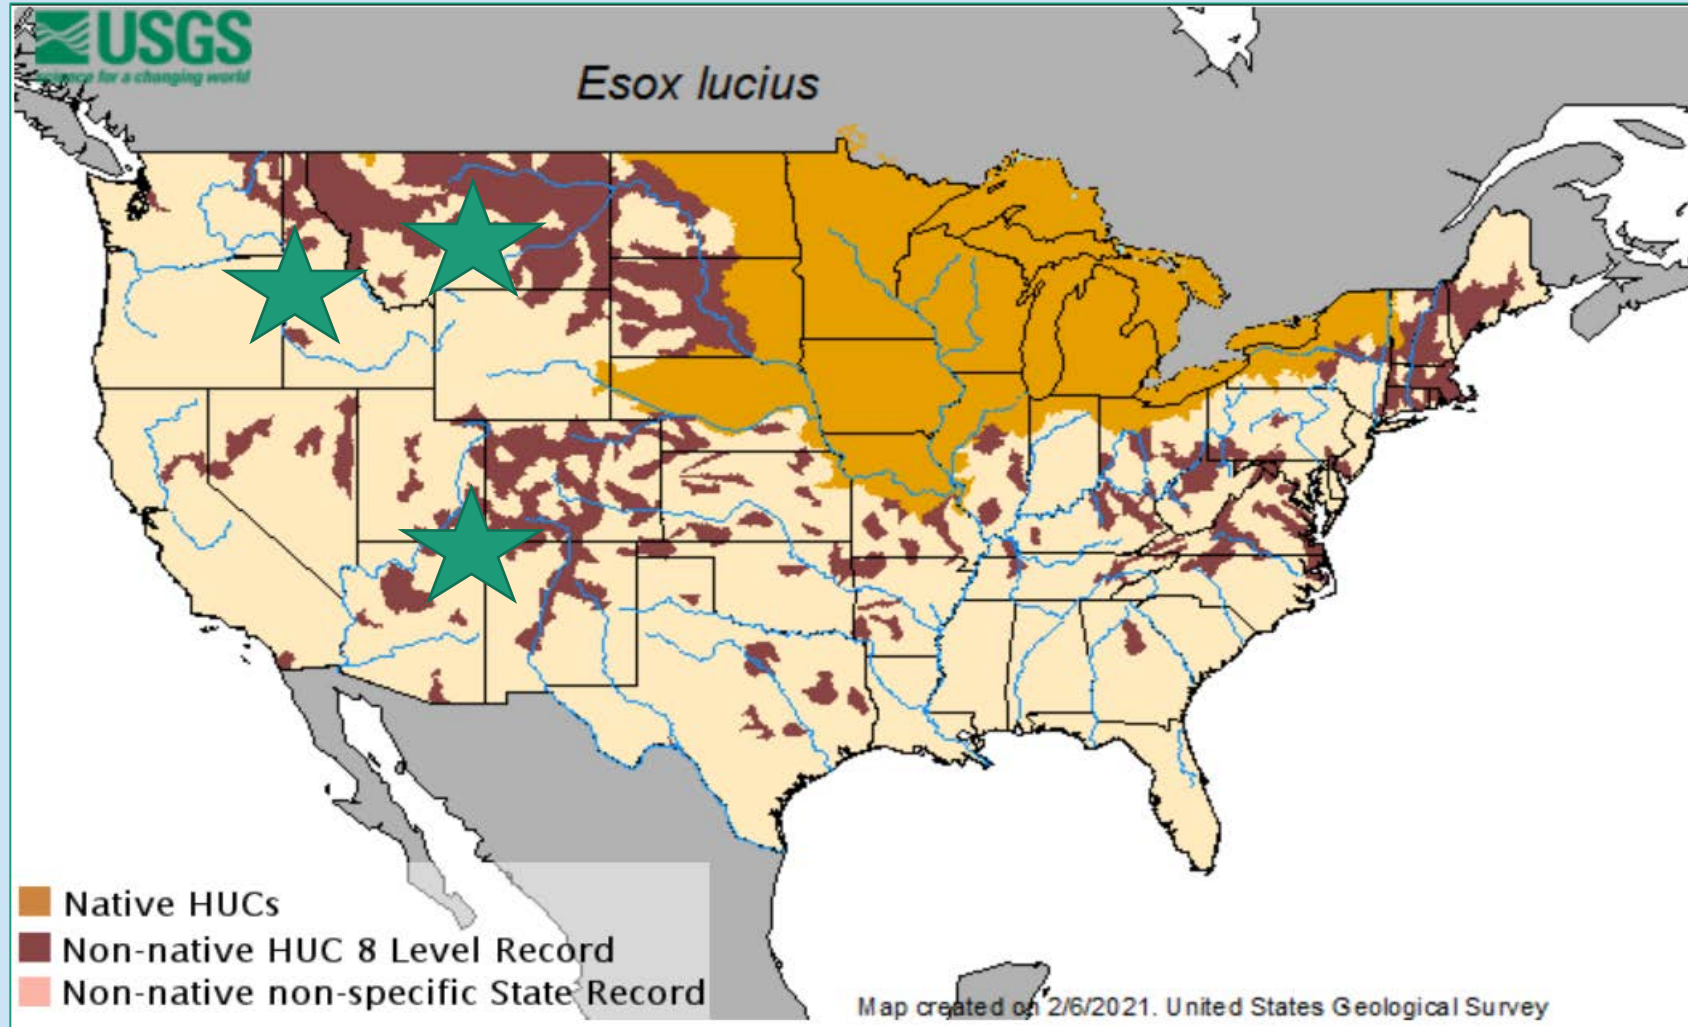 USGS
science for a changing world
Esox lucius
Native HUCs
Non-native HUC 8 Level Record
Non-native non-specific State Record
Map created on 2/6/2021. United States Geological Survey